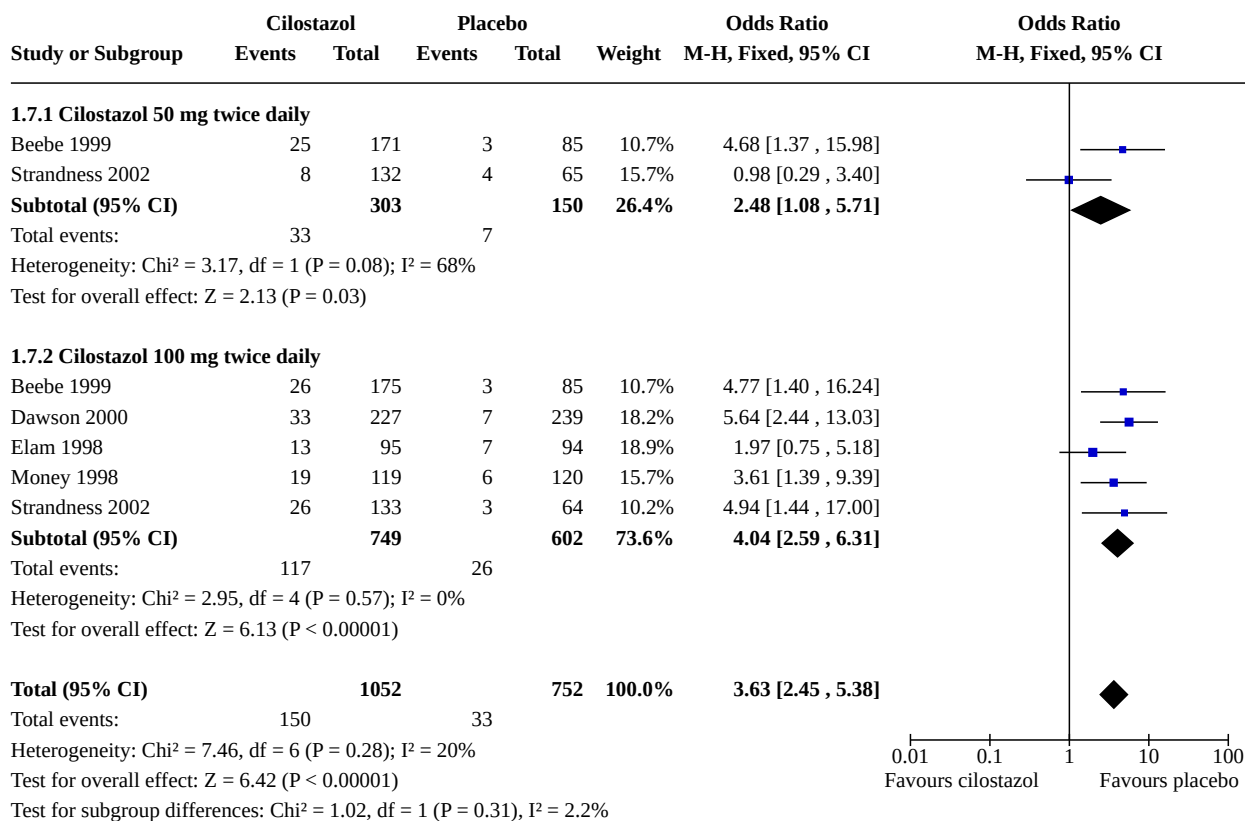 Cilostazol Placebo Odds Ratio Odds Ratio
Study or Subgroup Events Total Events Total Weight M-H, Fixed, 95% CI M-H, Fixed, 95% CI
1.7.1 Cilostazol 50 mg twice daily
Beebe 1999 25 171 3 85 10.7% 4.68 [1.37 , 15.98]
Strandness 2002 8 132 4 65 15.7% 0.98 [0.29 , 3.40]
Subtotal (95% CI) 303 150 26.4% 2.48 [1.08 , 5.71]
Total events: 33 7
Heterogeneity: Chi² = 3.17, df = 1 (P = 0.08); I² = 68%
Test for overall effect: Z = 2.13 (P = 0.03)
1.7.2 Cilostazol 100 mg twice daily
Beebe 1999 26 175 3 85 10.7% 4.77 [1.40 , 16.24]
Dawson 2000 33 227 7 239 18.2% 5.64 [2.44 , 13.03]
Elam 1998 13 95 7 94 18.9% 1.97 [0.75 , 5.18]
Money 1998 19 119 6 120 15.7% 3.61 [1.39 , 9.39]
Strandness 2002 26 133 3 64 10.2% 4.94 [1.44 , 17.00]
Subtotal (95% CI) 749 602 73.6% 4.04 [2.59 , 6.31]
Total events: 117 26
Heterogeneity: Chi² = 2.95, df = 4 (P = 0.57); I² = 0%
Test for overall effect: Z = 6.13 (P < 0.00001)
Total (95% CI) 1052 752 100.0% 3.63 [2.45 , 5.38]
Total events: 150 33
Heterogeneity: Chi² = 7.46, df = 6 (P = 0.28); I² = 20%
0.01 0.1 1 10 100
Test for overall effect: Z = 6.42 (P < 0.00001)
Favours cilostazol Favours placebo
Test for subgroup differences: Chi² = 1.02, df = 1 (P = 0.31), I² = 2.2%